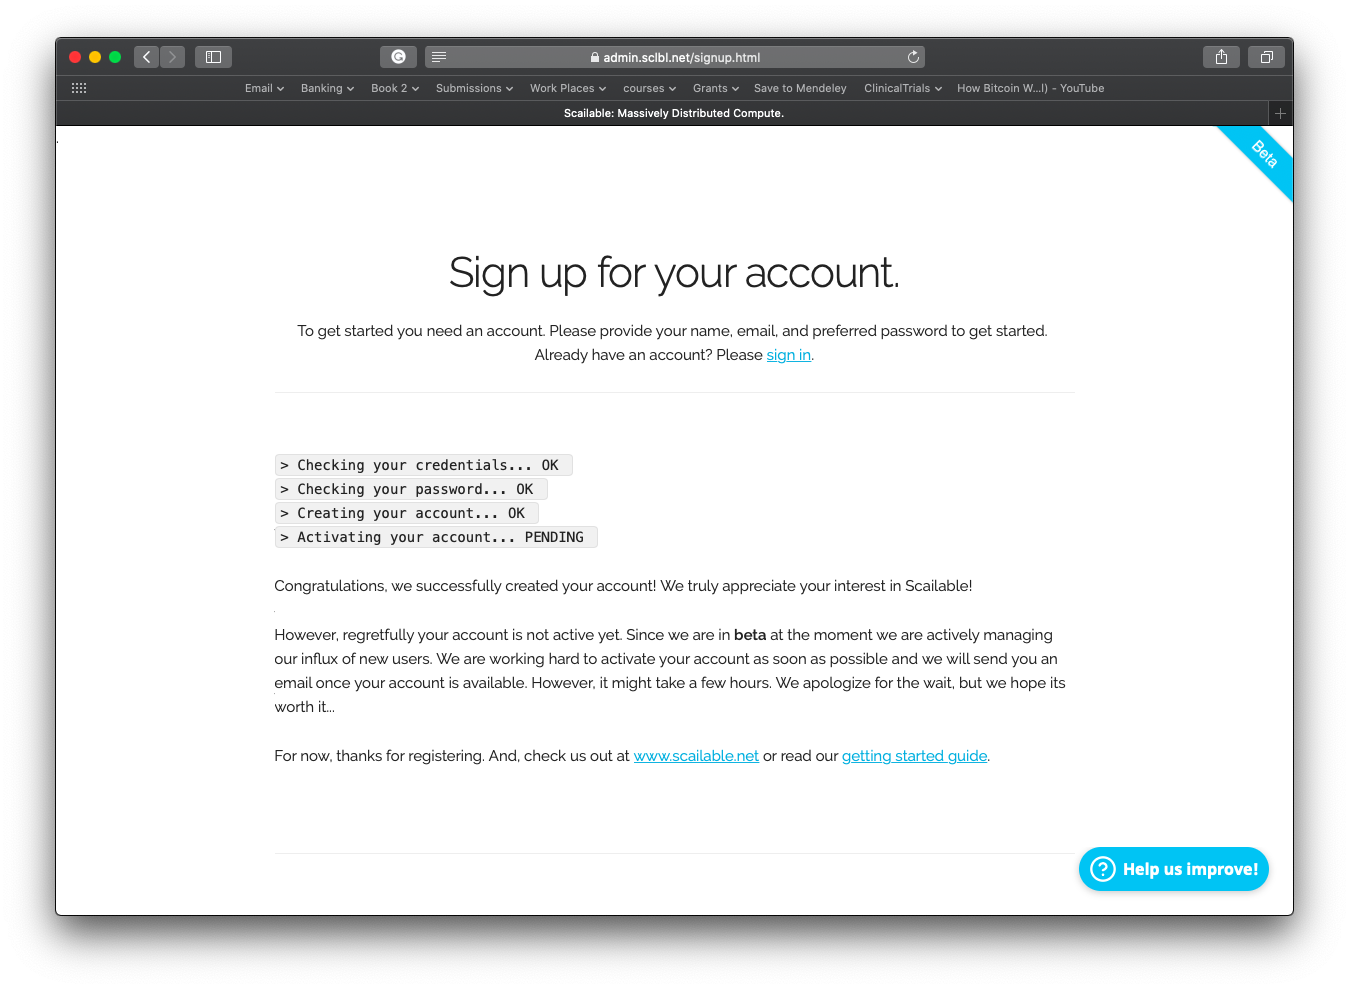 admin.sclbl.net/signup.html
Email Banking Book 2 Submissions Work Places courses Grants Save to Mendeley ClinicalTrials How Bitcoin W...l) - YouTube
Scailable: Massively Distributed Compute.
Beta
Sign up for your account.
To get started you need an account. Please provide your name, email, and preferred password to get started.
Already have an account? Please sign in.
> Checking your credentials... OK
> Checking your password... OK
> Creating your account... OK
> Activating your account... PENDING
Congratulations, we successfully created your account! We truly appreciate your interest in Scailable!
However, regretfully your account is not active yet. Since we are in beta at the moment we are actively managing
our influx of new users. We are working hard to activate your account as soon as possible and we will send you an
email once your account is available. However, it might take a few hours. We apologize for the wait, but we hope its
worth it...
For now, thanks for registering. And, check us out at www.scailable.net or read our getting started guide.
Help us improve!